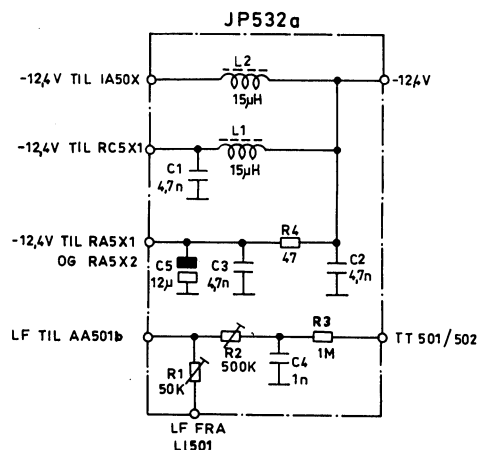 JP532a
L2
-12,4V TIL IA50X
-12,4V
15µH
L1
-12,4V TIL RC5X1
C1
4,7n
15µH
-12,4V TIL RA5X1
OG RA5X2
R4
47
C5
12µ
C3
4,7n
C2
4,7n
LF TIL AA501b
R3
1M
TT 501/502
R2
500K
C4
1n
R1
50K
LF FRA
LI501